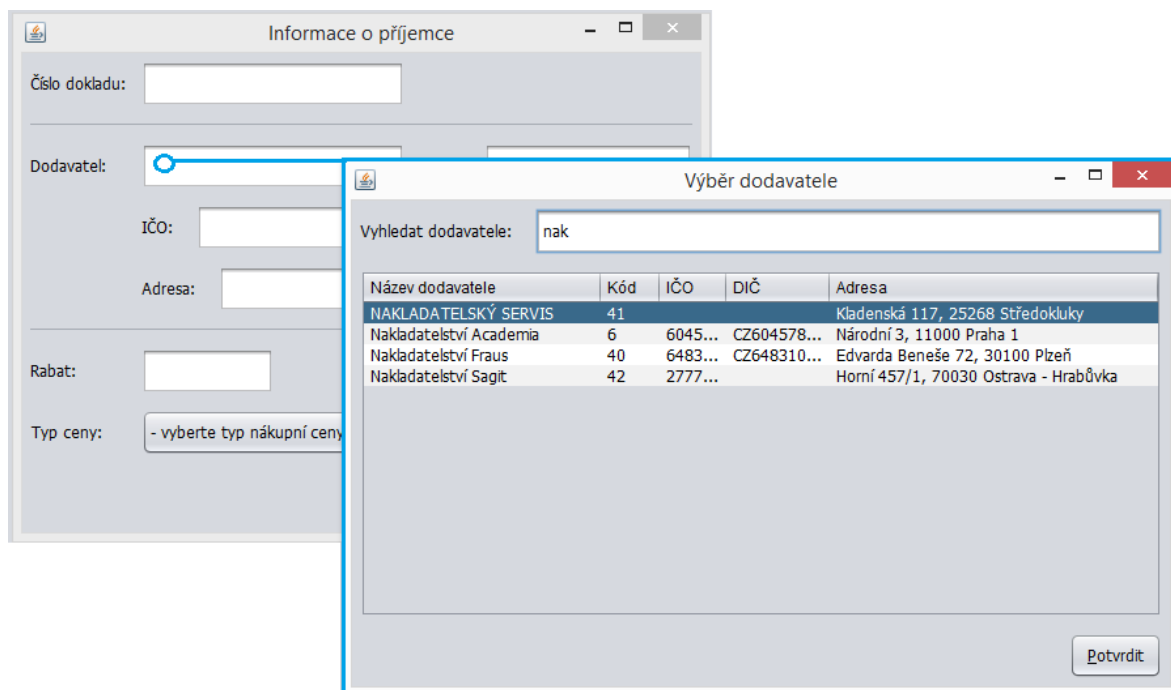 Informace o příjemce
Číslo dokladu:
Dodavatel:
IČO:
Adresa:
Rabat:
Typ ceny: - vyberte typ nákupní ceny
Výběr dodavatele
Vyhledat dodavatele: nak
Název dodavatele Kód IČO DIČ Adresa
NAKLADATELSKÝ SERVIS 41 Kladenská 117, 25268 Středokluky
Nakladatelství Academia 6 6045... CZ604578... Národní 3, 11000 Praha 1
Nakladatelství Fraus 40 6483... CZ648310... Edvarda Beneše 72, 30100 Plzeň
Nakladatelství Sagit 42 2777... Horní 457/1, 70030 Ostrava - Hrabůvka
Potvrdit